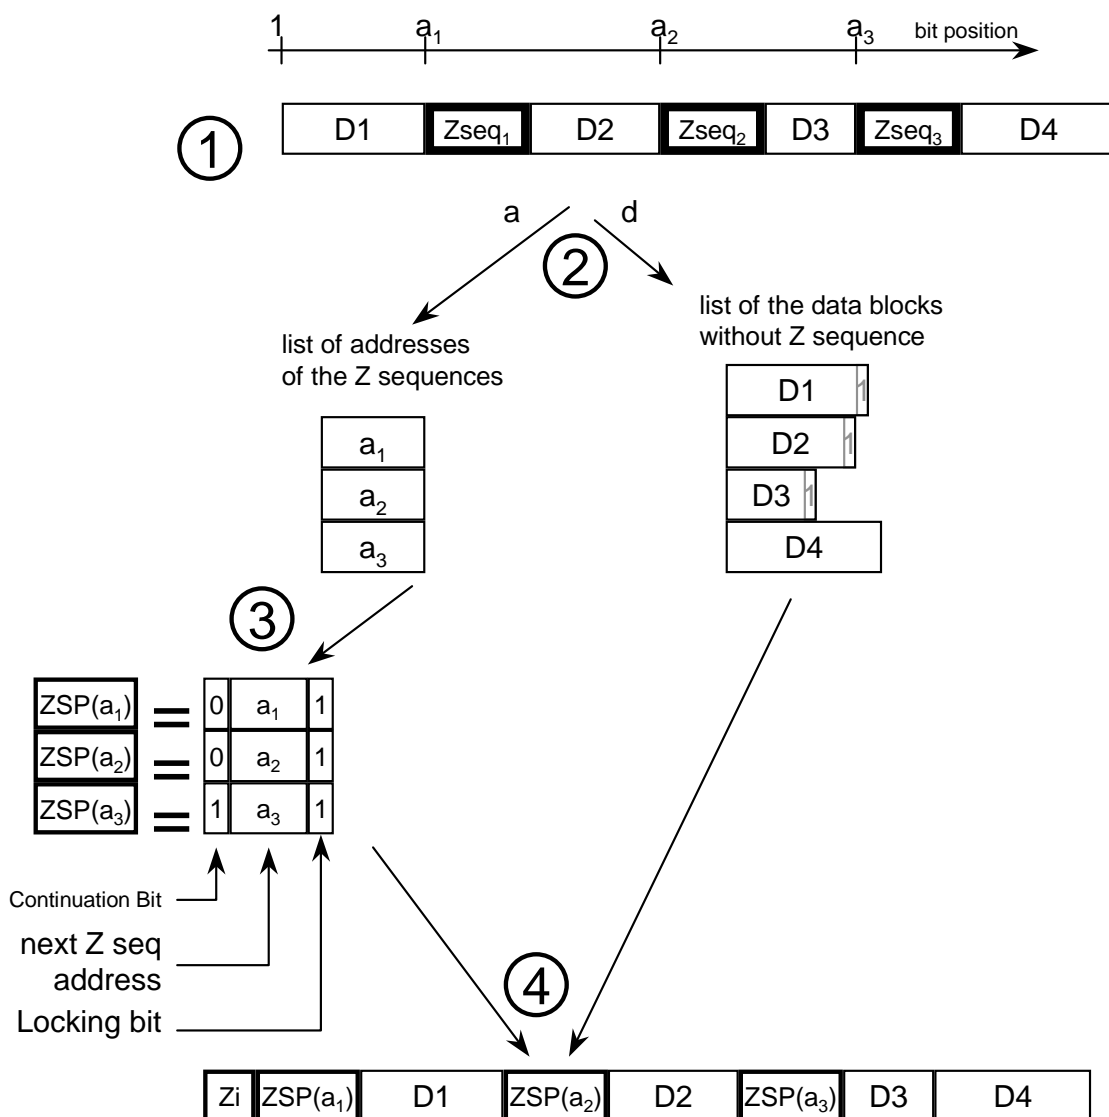 1 a₁ a₂ a₃ bit position
D1 Zseq₁ D2 Zseq₂ D3 Zseq₃ D4
1
a d
2
list of the data blocks
without Z sequence
list of addresses
of the Z sequences
D1 1
D2 1
D3 1
D4
a₁
a₂
a₃
3
ZSP(a₁) = 0 a₁ 1
ZSP(a₂) = 0 a₂ 1
ZSP(a₃) = 1 a₃ 1
Continuation Bit
next Z seq
address
Locking bit
4
Zi ZSP(a₁) D1 ZSP(a₂) D2 ZSP(a₃) D3 D4